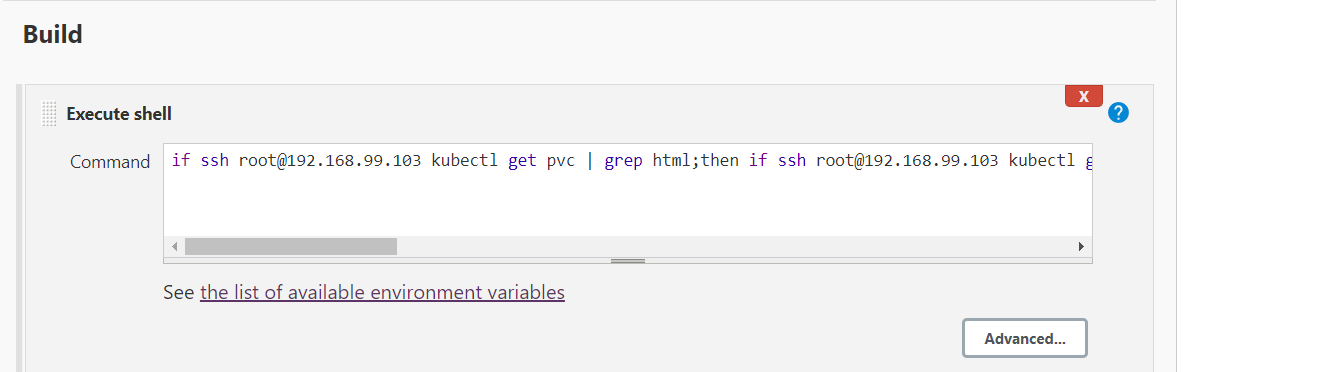 Build
X
Execute shell
?
Command
if ssh root@192.168.99.103 kubectl get pvc | grep html;then if ssh root@192.168.99.103 kubectl g
See the list of available environment variables
Advanced...